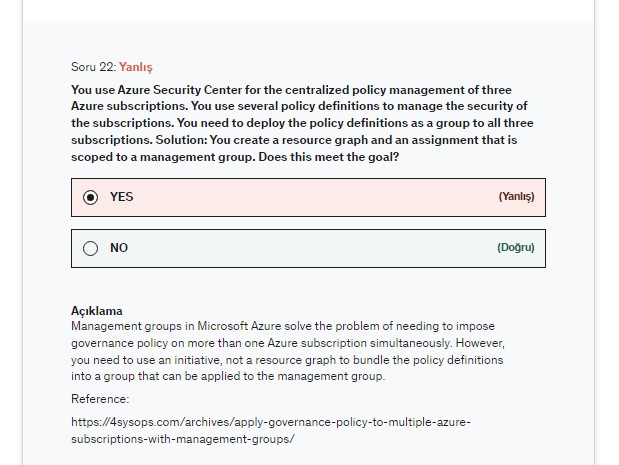 Soru 22: Yanlış
You use Azure Security Center for the centralized policy management of three
Azure subscriptions. You use several policy definitions to manage the security of
the subscriptions. You need to deploy the policy definitions as a group to all three
subscriptions. Solution: You create a resource graph and an assignment that is
scoped to a management group. Does this meet the goal?
YES (Yanlış)
NO (Doğru)
Açıklama
Management groups in Microsoft Azure solve the problem of needing to impose
governance policy on more than one Azure subscription simultaneously. However,
you need to use an initiative, not a resource graph to bundle the policy definitions
into a group that can be applied to the management group.
Reference:
https://4sysops.com/archives/apply-governance-policy-to-multiple-azure-
subscriptions-with-management-groups/